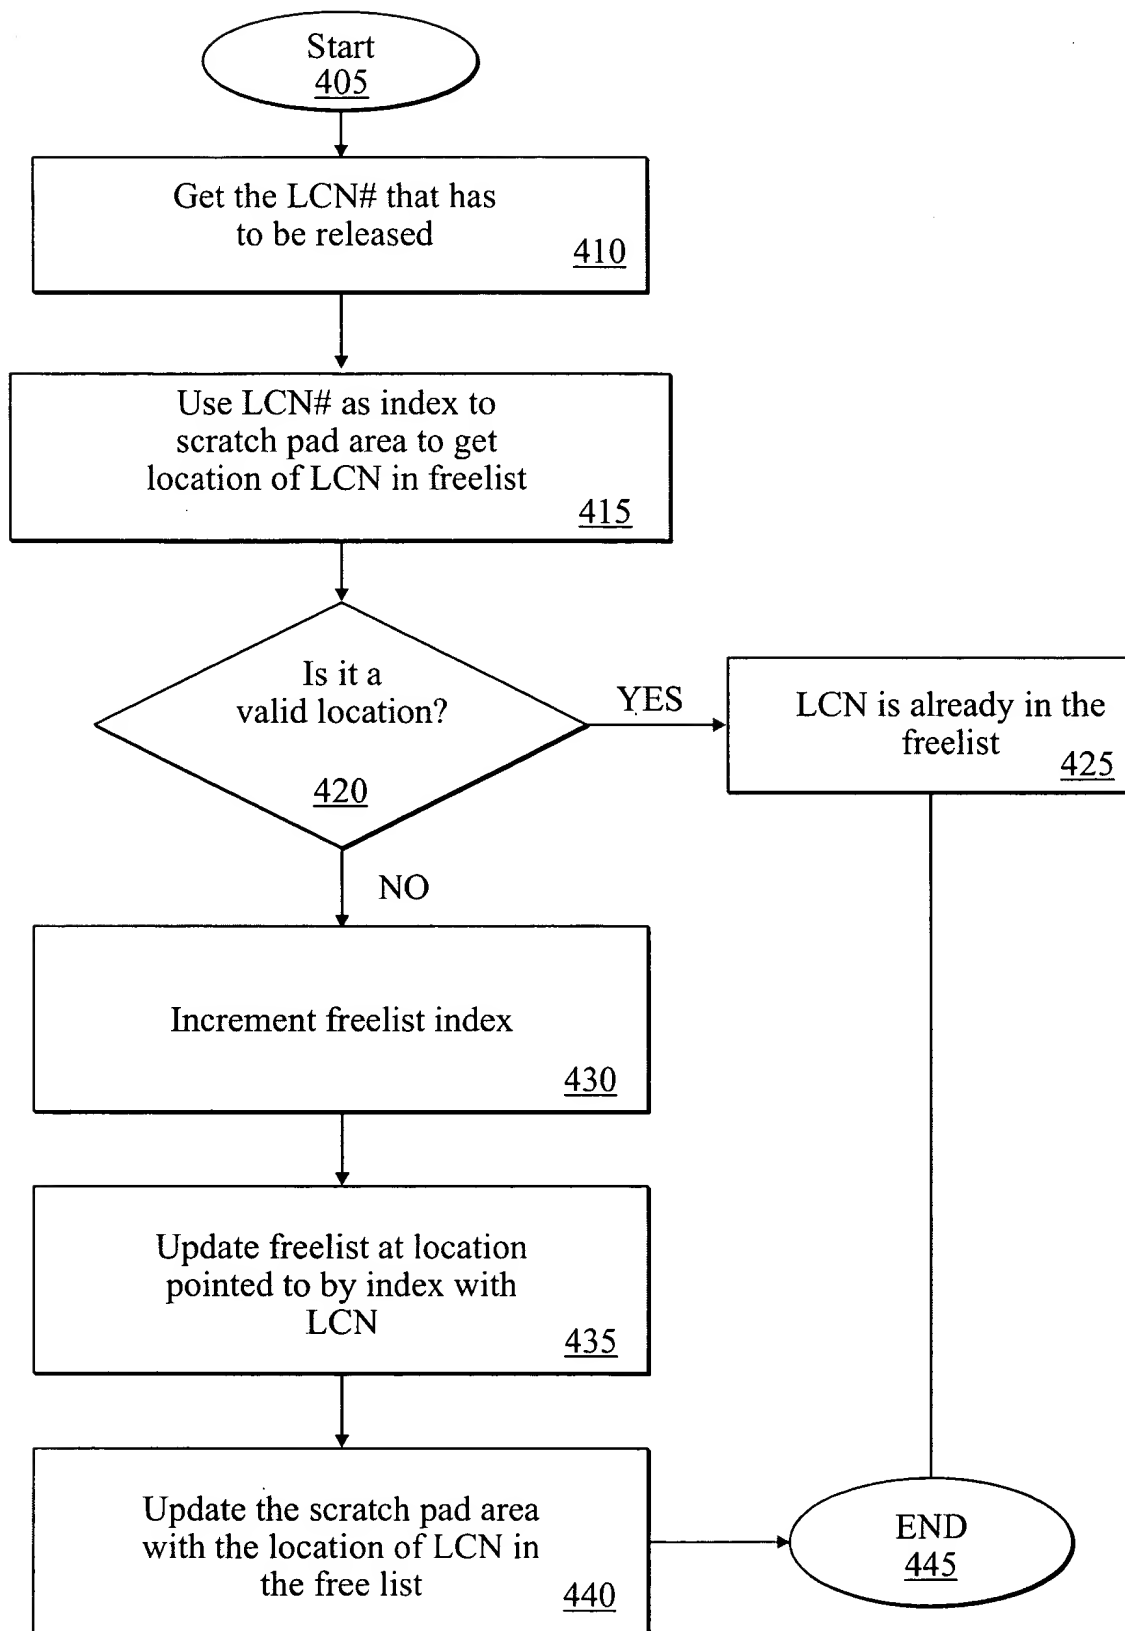 Start
405
Get the LCN# that has
to be released
410
Use LCN# as index to
scratch pad area to get
location of LCN in freelist
415
Is it a
valid location?
420
YES
LCN is already in the
freelist
425
NO
Increment freelist index
430
Update freelist at location
pointed to by index with
LCN
435
Update the scratch pad area
with the location of LCN in
the free list
440
END
445